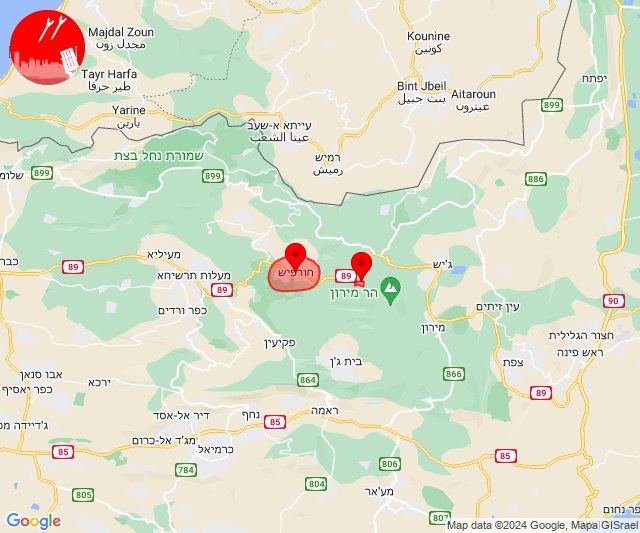 Majdal Zoun
مجدل زون
Kounine
كونين
Tayr Harfa
طير حرفا
יפתח
Bint Jbeil
بنت جبيل
Aitaroun
عيترون
899
Yarine
يارين
עייתא א-שעב
عيتا الشعب
רמיש
رميش
שמורת נחל בצת
899
899
שלומ
886
מעיליא
כברי
89
מעלות תרשיחא
89
חורפיש
89
הר מירון
ג'יש
90
כפר ורדים
עין זיתים
מירון
חצור הגלילית
ראש פינה
פקיעין
בית ג'ן
צפת
אבו סנאן
כפר יאסיף
ירכא
864
866
89
דיר אל-אסד
נחף
ראמה
ג'דיידה מכ
85
מג'ד אל-כרום
85
85
כרמיאל
784
806
804
805
מע'אר
807
פר נחום
Google
Map data ©2024 Google, Mapa GISrael